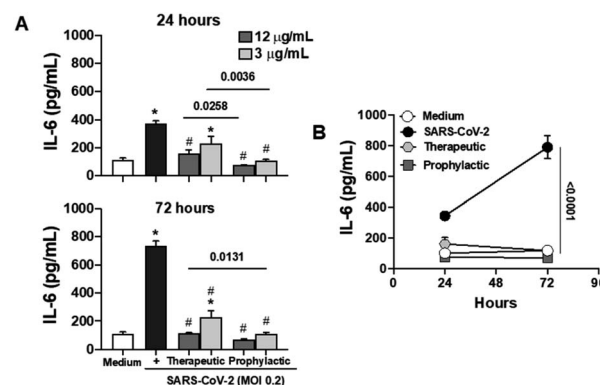 A
24 hours
12 µg/mL
3 µg/mL
IL-6 (pg/mL)
1000
800
600
400
200
0
0.0036
0.0258
*
#
*
#
#
72 hours
IL-6 (pg/mL)
1000
800
600
400
200
0
0.0131
*
#
#
*
#
#
Medium
+
Therapeutic
Prophylactic
SARS-CoV-2 (MOI 0.2)
B
IL-6 (pg/mL)
1000
800
600
400
200
0
Medium
SARS-CoV-2
Therapeutic
Prophylactic
<0.0001
0
24
48
72
90
Hours